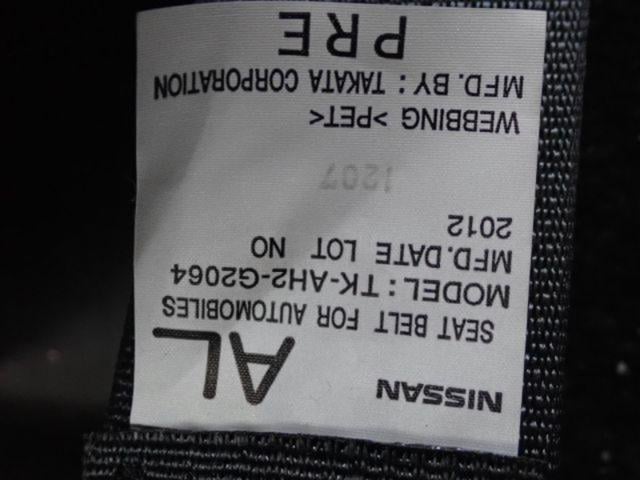 NISSAN AL
SEAT BELT FOR AUTOMOBILES
MODEL : TK-AH2-G2064
MFD.DATE LOT NO
2012
1207
WEBBING >PET<
MFD.BY : TAKATA CORPORATION
PRE